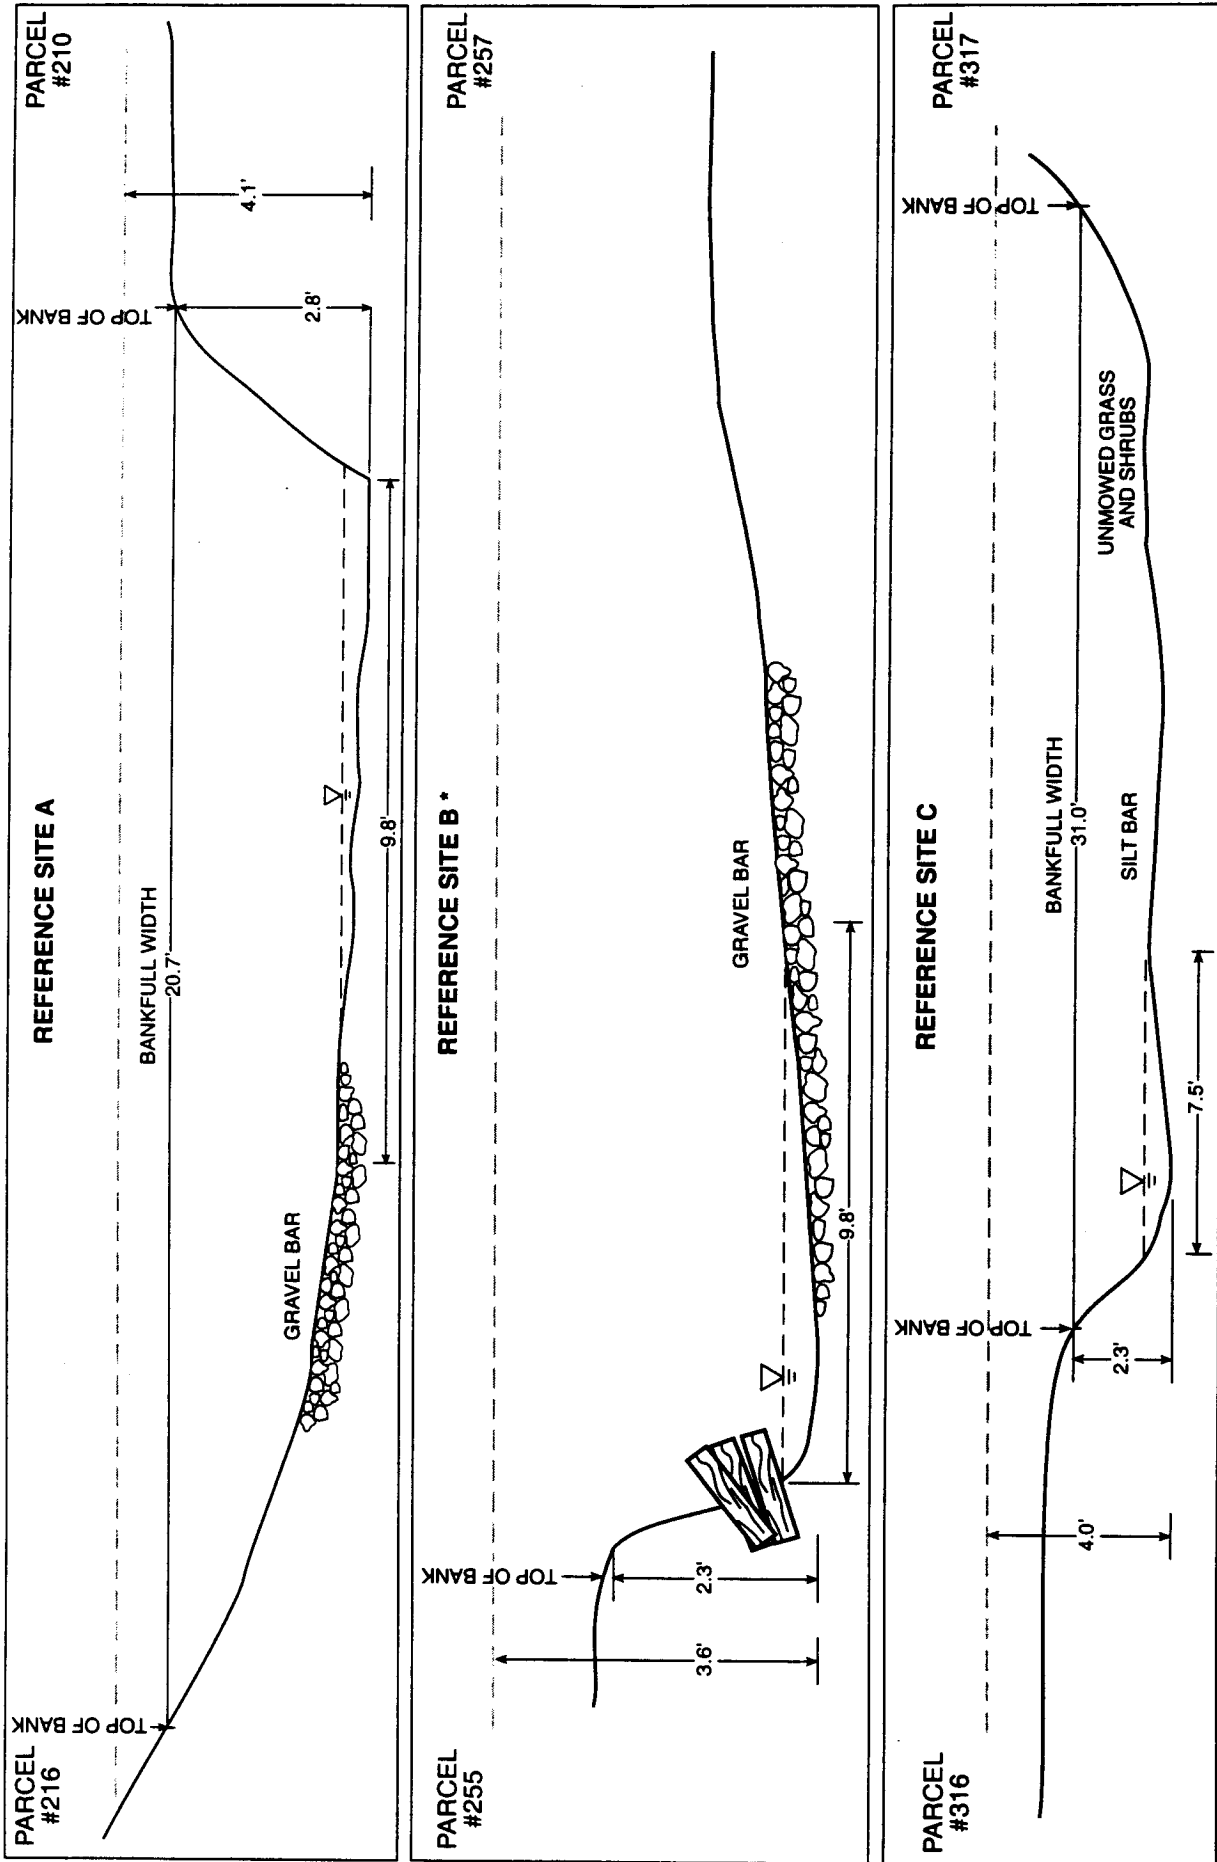 REFERENCE SITE A
PARCEL
#216
PARCEL
#210
TOP OF BANK
TOP OF BANK
BANKFULL WIDTH
20.7'
4.1'
2.8'
GRAVEL BAR
9.8'
REFERENCE SITE B *
PARCEL
#255
PARCEL
#257
TOP OF BANK
GRAVEL BAR
3.6'
2.3'
9.8'
REFERENCE SITE C
PARCEL
#316
PARCEL
#317
TOP OF BANK
TOP OF BANK
BANKFULL WIDTH
31.0'
UNMOWED GRASS
AND SHRUBS
SILT BAR
4.0'
2.3'
7.5'